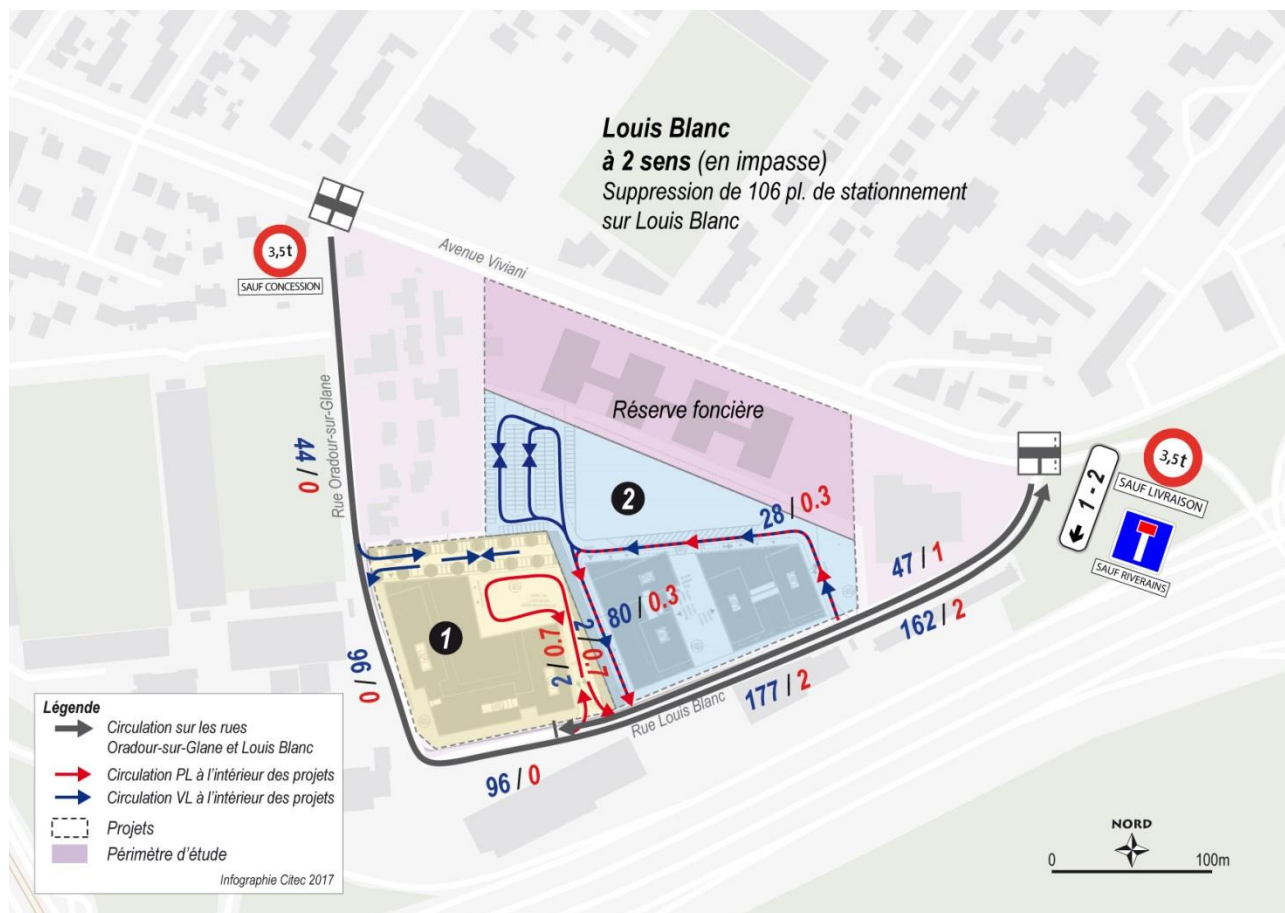 Louis Blanc
à 2 sens (en impasse)
Suppression de 106 pl. de stationnement
sur Louis Blanc
3,5t
SAUF CONCESSION
Avenue Viviani
Rue Oradour-sur-Glane
44 / 0
Réserve foncière
2
28 / 0.3
3,5t
SAUF LIVRAISON
1 - 2
SAUF RIVERAINS
47 / 1
162 / 2
80 / 0.3
2 / 0.7
2 / 0.7
1
96 / 0
177 / 2
Rue Louis Blanc
96 / 0
Légende
Circulation sur les rues
Oradour-sur-Glane et Louis Blanc
Circulation PL à l'intérieur des projets
Circulation VL à l'intérieur des projets
Projets
Périmètre d'étude
Infographie Citec 2017
NORD
0 100m